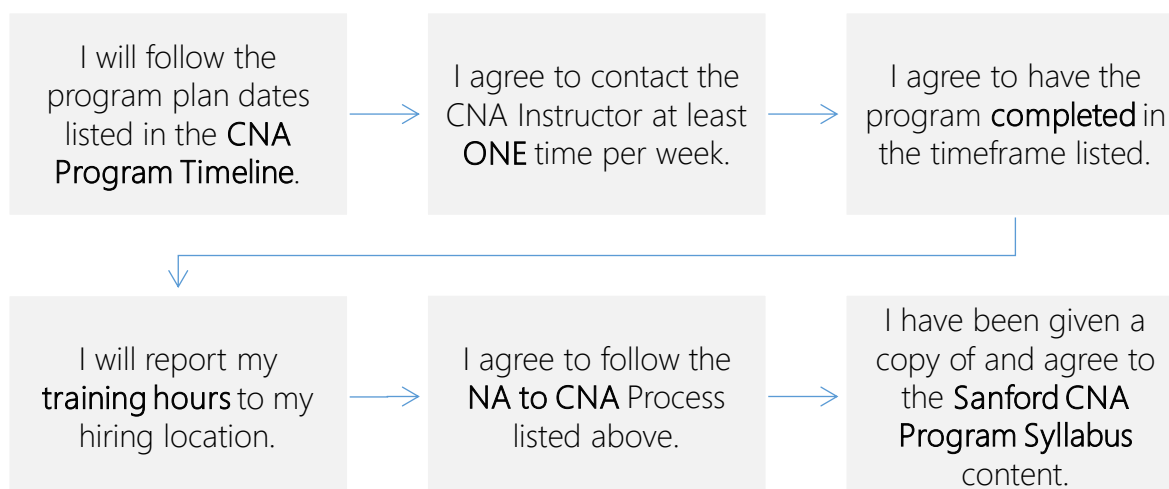 I will follow the
program plan dates
listed in the CNA
Program Timeline.
I agree to contact the
CNA Instructor at least
ONE time per week.
I agree to have the
program completed in
the timeframe listed.
I will report my
training hours to my
hiring location.
I agree to follow the
NA to CNA Process
listed above.
I have been given a
copy of and agree to
the Sanford CNA
Program Syllabus
content.